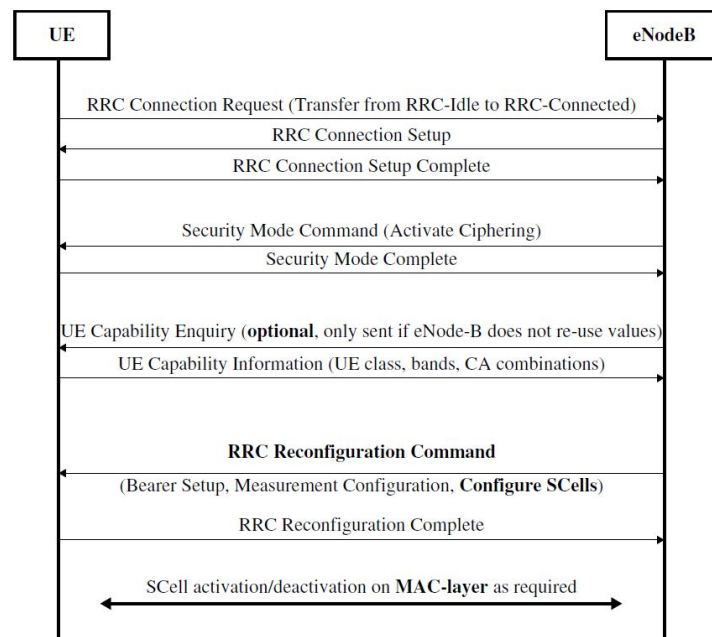 UE
eNodeB
RRC Connection Request (Transfer from RRC-Idle to RRC-Connected)
RRC Connection Setup
RRC Connection Setup Complete
Security Mode Command (Activate Ciphering)
Security Mode Complete
UE Capability Enquiry (optional, only sent if eNode-B does not re-use values)
UE Capability Information (UE class, bands, CA combinations)
RRC Reconfiguration Command
(Bearer Setup, Measurement Configuration, Configure SCells)
RRC Reconfiguration Complete
SCell activation/deactivation on MAC-layer as required